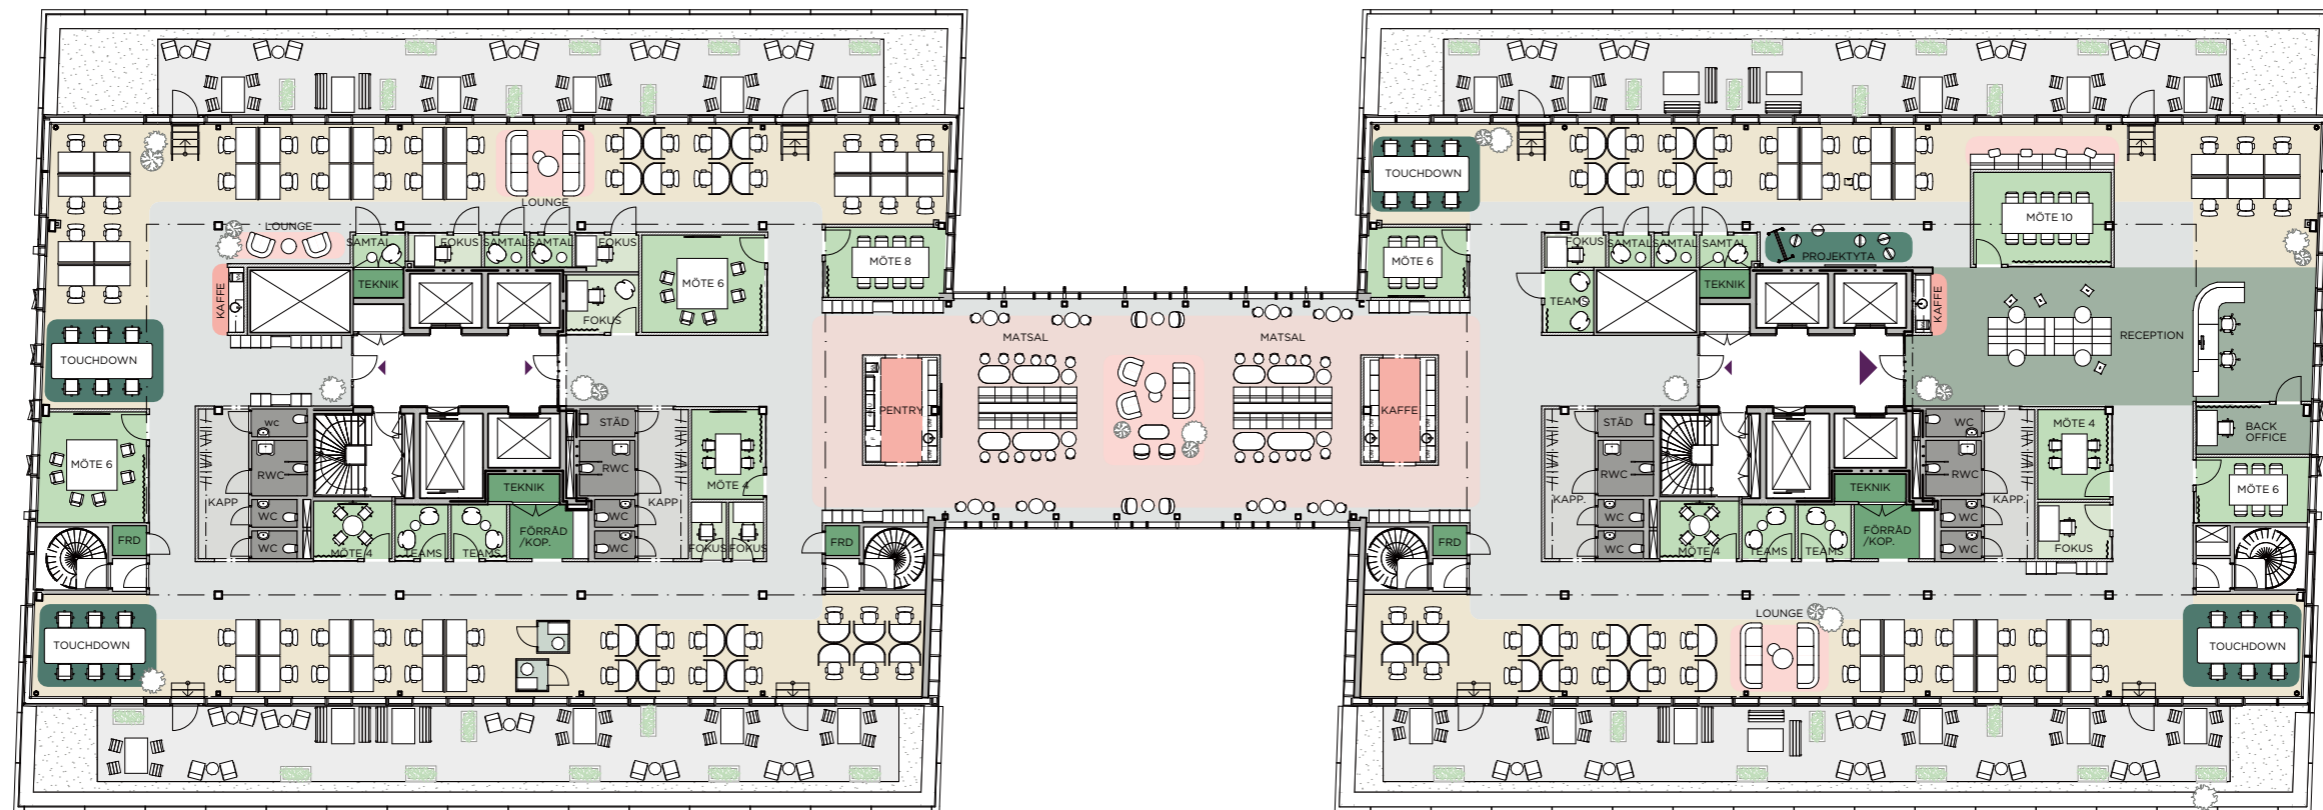 TOUCHDOWN
LOUNGE
LOUNGE
SAMTAL
FOKUS
SAMTAL
SAMTAL
FOKUS
MÖTE 8
TEKNIK
MÖTE 6
KAFFE
FOKUS
TOUCHDOWN
MÖTE 6
WC
RWC
KAPP
WC
WC
FRD
STÄD
RWC
KAPP
TEKNIK
MÖTE 4
MÖTE 4
TEAMS
TEAMS
FÖRRÅD
/KOP.
WC
WC
FOKUS
FOKUS
FRD
TOUCHDOWN
MATSAL
MATSAL
PENTRY
KAFFE
MÖTE 10
MÖTE 6
FOKUS
SAMTAL
SAMTAL
SAMTAL
PROJEKTYTA
TEAMS
TEKNIK
KAFFE
RECEPTION
STÄD
RWC
KAPP.
WC
WC
WC
RWC
KAPP
MÖTE 4
BACK
OFFICE
MÖTE 6
TEKNIK
FRD
MÖTE 4
TEAMS
TEAMS
FÖRRÅD
/KOP.
WC
WC
FOKUS
LOUNGE
TOUCHDOWN